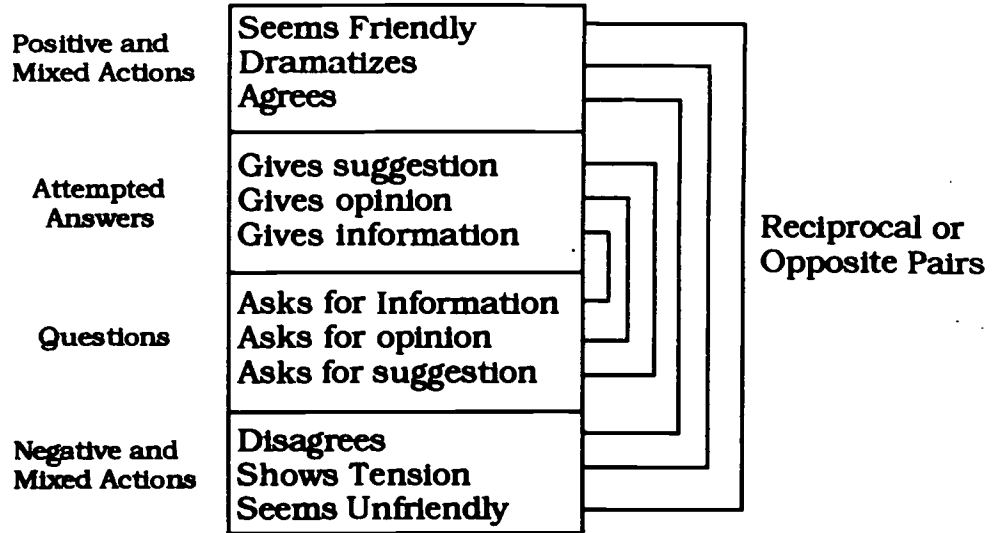 Positive and
Mixed Actions
Seems Friendly
Dramatizes
Agrees
Attempted
Answers
Gives suggestion
Gives opinion
Gives information
Reciprocal or
Opposite Pairs
Questions
Asks for Information
Asks for opinion
Asks for suggestion
Negative and
Mixed Actions
Disagrees
Shows Tension
Seems Unfriendly